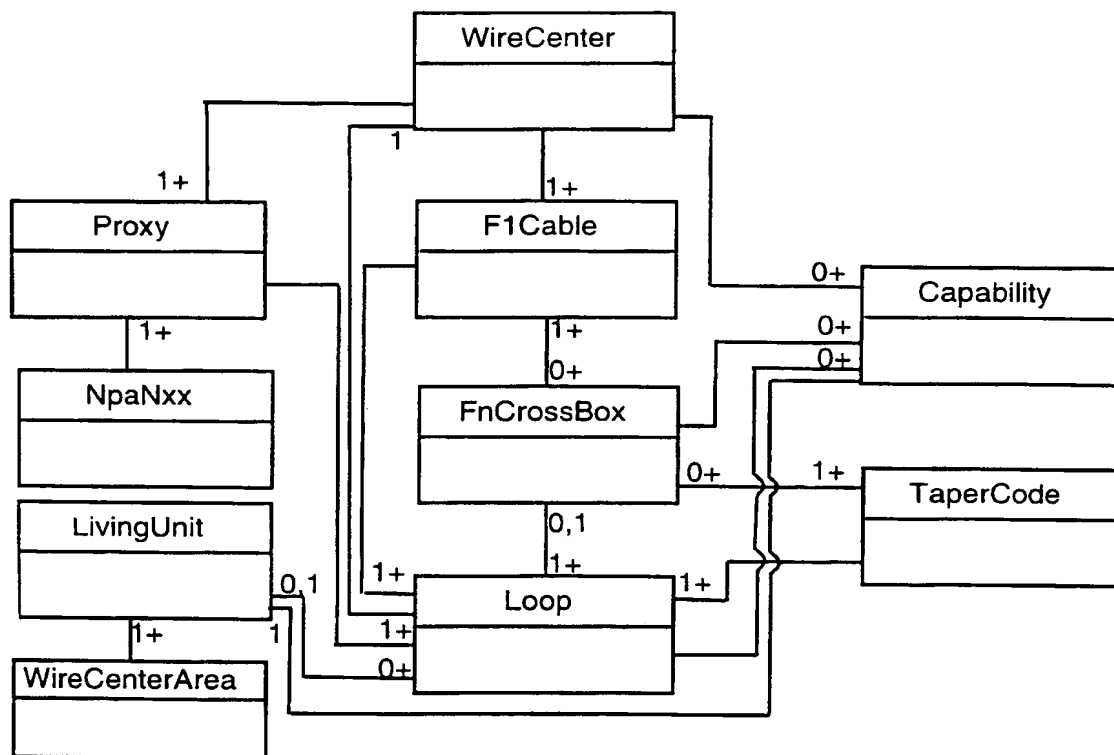 WireCenter
1
1+
1+
Proxy
F1Cable
0+
Capability
1+
1+
0+
0+
0+
NpaNxx
FnCrossBox
0+
1+
TaperCode
LivingUnit
0,1
1+
1+
0,1
Loop
1+
1+
1
1+
0+
WireCenterArea